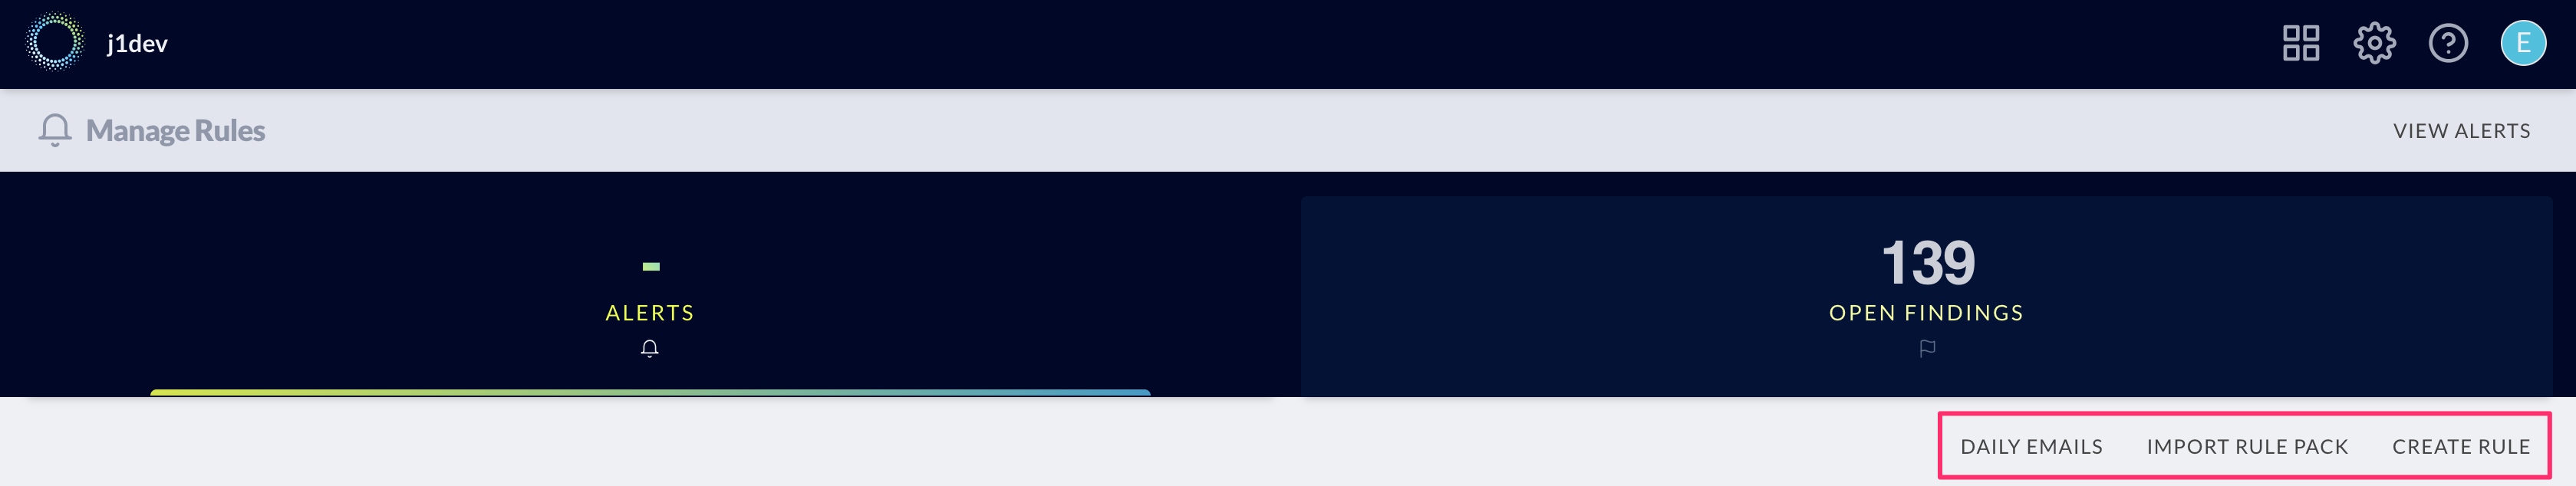 j1dev
E
Manage Rules
VIEW ALERTS
-
ALERTS
139
OPEN FINDINGS
DAILY EMAILS IMPORT RULE PACK CREATE RULE